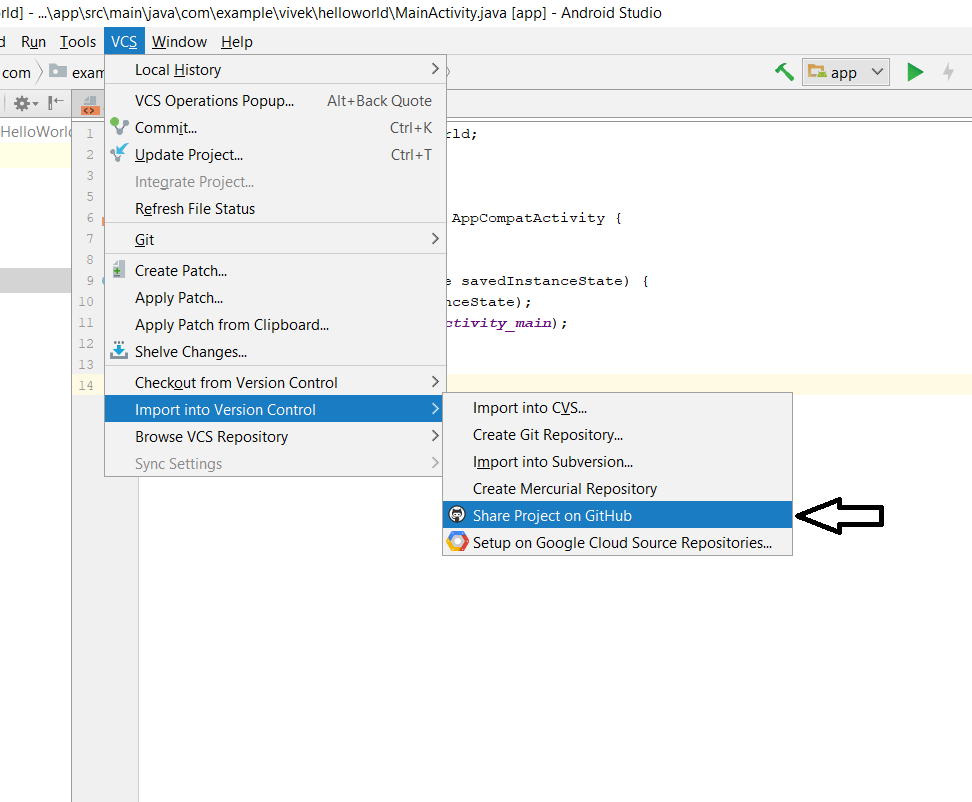 rld] - ...\app\src\main\java\com\example\vivek\helloworld\MainActivity.java [app] - Android Studio
d Run Tools VCS Window Help
com exam app
Local History
VCS Operations Popup... Alt+Back Quote
HelloWorld
1 Commit... Ctrl+K rld;
2 Update Project... Ctrl+T
3 Integrate Project...
5 Refresh File Status
6 AppCompatActivity {
7 Git
8 Create Patch...
9 e savedInstanceState) {
10 Apply Patch... nceState);
11 Apply Patch from Clipboard... ctivity_main);
12 Shelve Changes...
13
14 Checkout from Version Control
Import into Version Control
Browse VCS Repository
Sync Settings
Import into CVS...
Create Git Repository...
Import into Subversion...
Create Mercurial Repository
Share Project on GitHub
Setup on Google Cloud Source Repositories...